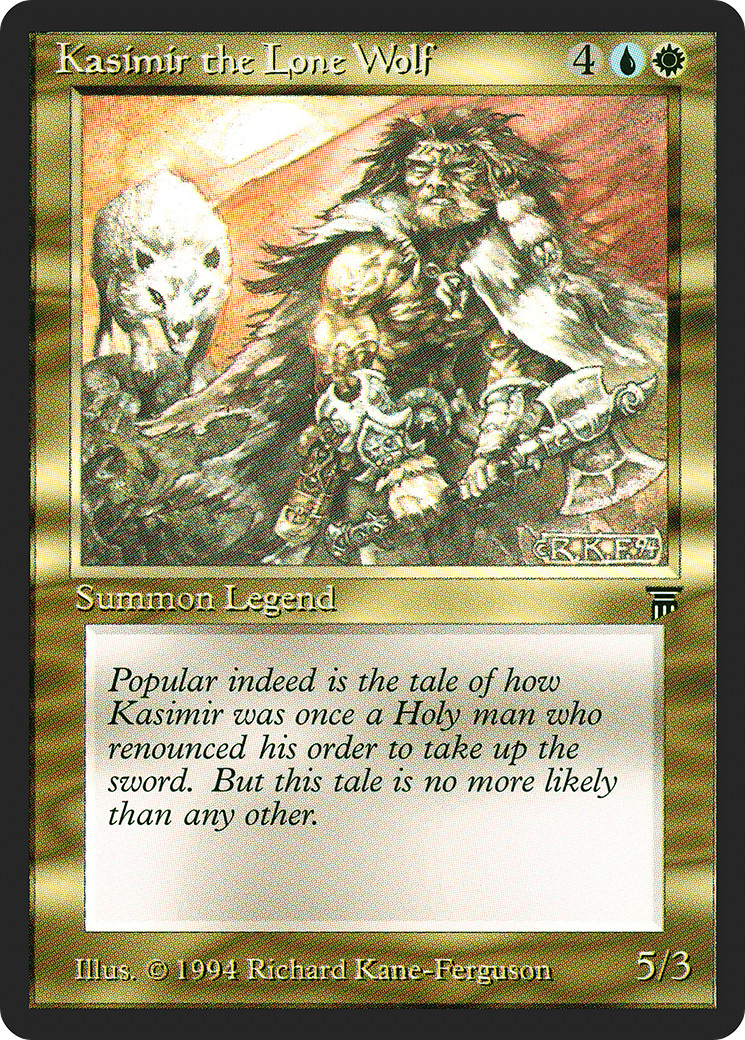 Kasimir the Lone Wolf 4
©R.K.F.94
Summon Legend
Popular indeed is the tale of how
Kasimir was once a Holy man who
renounced his order to take up the
sword. But this tale is no more likely
than any other.
Illus. © 1994 Richard Kane-Ferguson 5/3